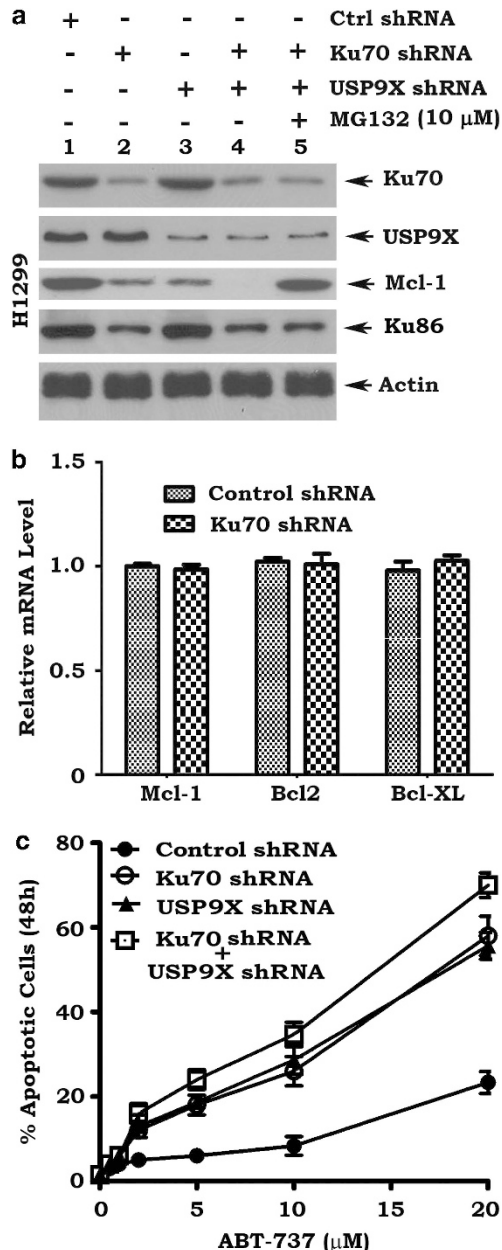 a
+ - - - - Ctrl shRNA
- + - + + Ku70 shRNA
- - + + + USP9X shRNA
- - - - + MG132 (10 μM)
1 2 3 4 5
H1299
Ku70
USP9X
Mcl-1
Ku86
Actin
b
Relative mRNA Level
1.5
1.0
0.5
0
Control shRNA
Ku70 shRNA
Mcl-1 Bcl2 Bcl-XL
c
% Apoptotic Cells (48h)
80
60
40
20
0
Control shRNA
Ku70 shRNA
USP9X shRNA
Ku70 shRNA
+
USP9X shRNA
0 5 10 15 20
ABT-737 (μM)